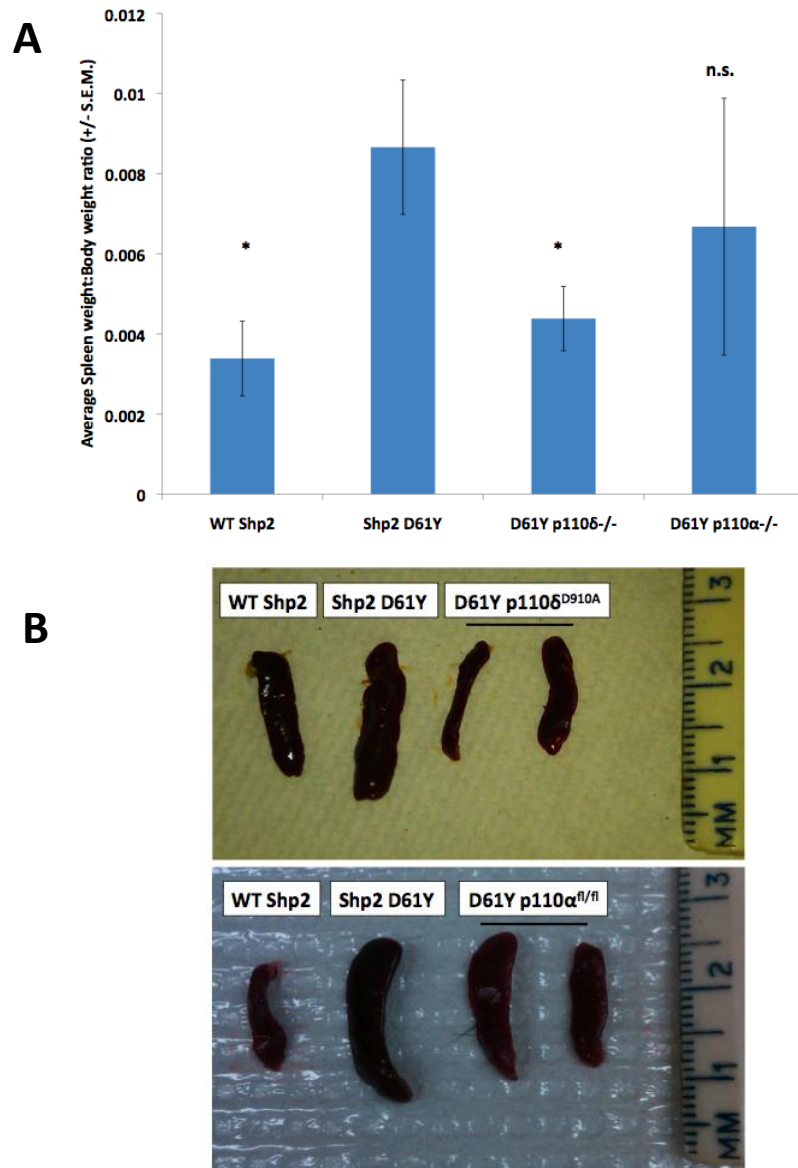 A
Average Spleen weight:Body weight ratio (+/- S.E.M.)
0.012
0.01
0.008
0.006
0.004
0.002
0
*
*
n.s.
WT Shp2
Shp2 D61Y
D61Y p110δ-/-
D61Y p110α-/-
B
WT Shp2
Shp2 D61Y
D61Y p110δD910A
3
2
1
MM
WT Shp2
Shp2 D61Y
D61Y p110αfl/fl
3
2
1
MM